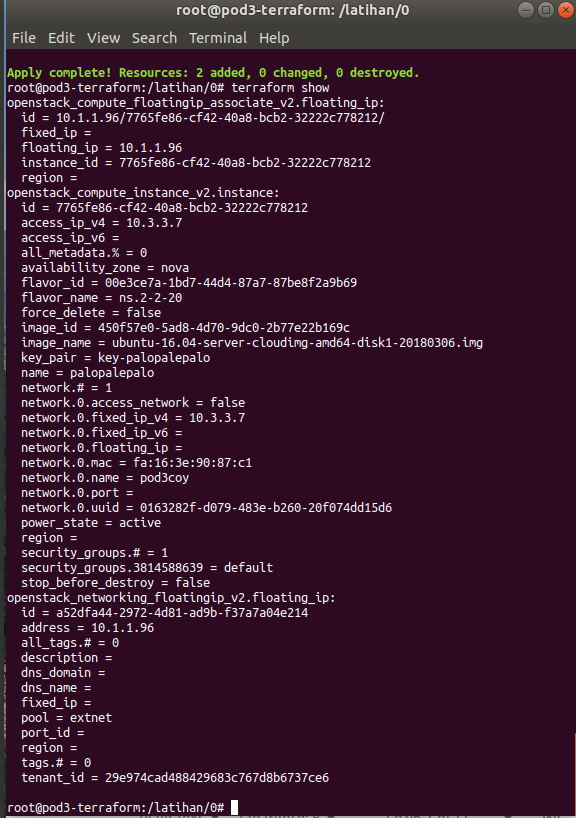 root@pod3-terraform: /latihan/0
File Edit View Search Terminal Help
Apply complete! Resources: 2 added, 0 changed, 0 destroyed.
root@pod3-terraform:/latihan/0# terraform show
openstack_compute_floatingip_associate_v2.floating_ip:
  id = 10.1.1.96/7765fe86-cf42-40a8-bcb2-32222c778212/
  fixed_ip =
  floating_ip = 10.1.1.96
  instance_id = 7765fe86-cf42-40a8-bcb2-32222c778212
  region =
openstack_compute_instance_v2.instance:
  id = 7765fe86-cf42-40a8-bcb2-32222c778212
  access_ip_v4 = 10.3.3.7
  access_ip_v6 =
  all_metadata.% = 0
  availability_zone = nova
  flavor_id = 00e3ce7a-1bd7-44d4-87a7-87be8f2a9b69
  flavor_name = ns.2-2-20
  force_delete = false
  image_id = 450f57e0-5ad8-4d70-9dc0-2b77e22b169c
  image_name = ubuntu-16.04-server-cloudimg-amd64-disk1-20180306.img
  key_pair = key-palopalepalo
  name = palopalepalo
  network.# = 1
  network.0.access_network = false
  network.0.fixed_ip_v4 = 10.3.3.7
  network.0.fixed_ip_v6 =
  network.0.floating_ip =
  network.0.mac = fa:16:3e:90:87:c1
  network.0.name = pod3coy
  network.0.port =
  network.0.uuid = 0163282f-d079-483e-b260-20f074dd15d6
  power_state = active
  region =
  security_groups.# = 1
  security_groups.3814588639 = default
  stop_before_destroy = false
openstack_networking_floatingip_v2.floating_ip:
  id = a52dfa44-2972-4d81-ad9b-f37a7a04e214
  address = 10.1.1.96
  all_tags.# = 0
  description =
  dns_domain =
  dns_name =
  fixed_ip =
  pool = extnet
  port_id =
  region =
  tags.# = 0
  tenant_id = 29e974cad488429683c767d8b6737ce6
root@pod3-terraform:/latihan/0#